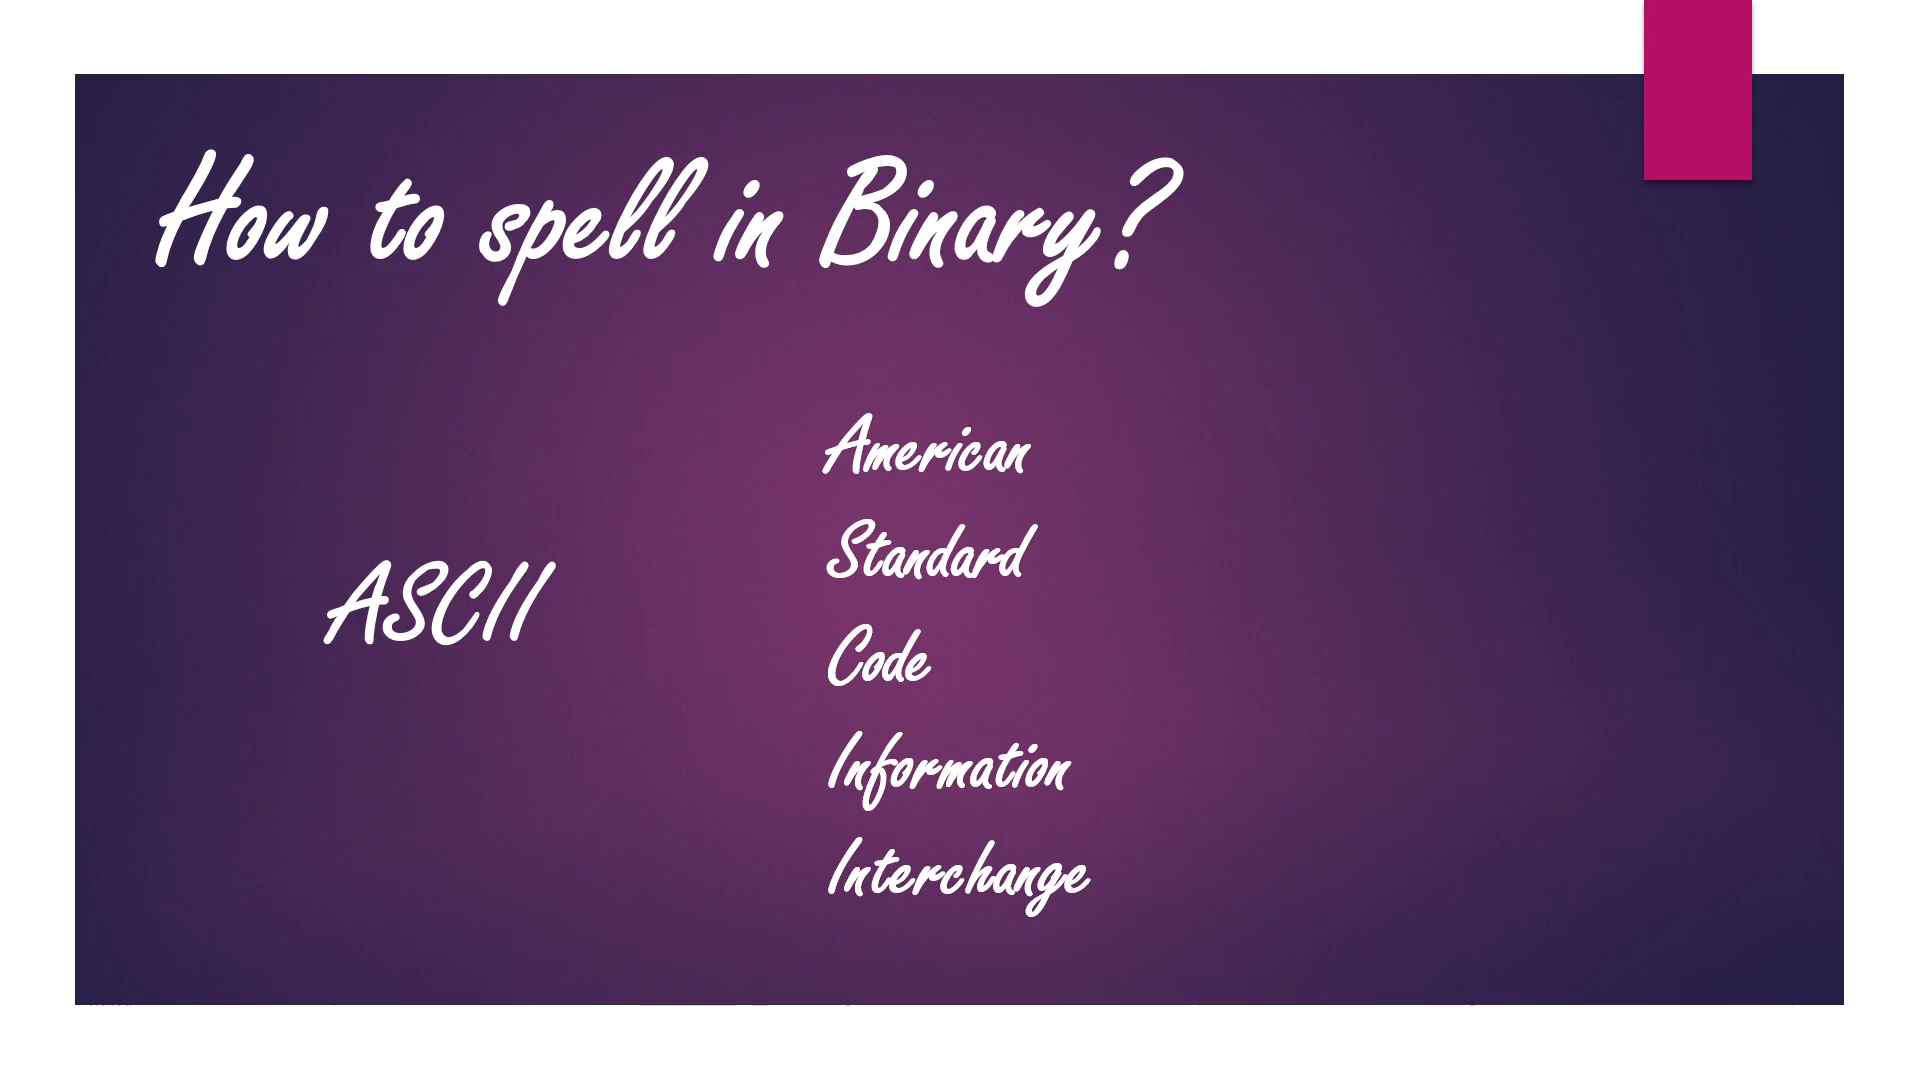 How to spell in Binary?
ASCII
American
Standard
Code
Information
Interchange